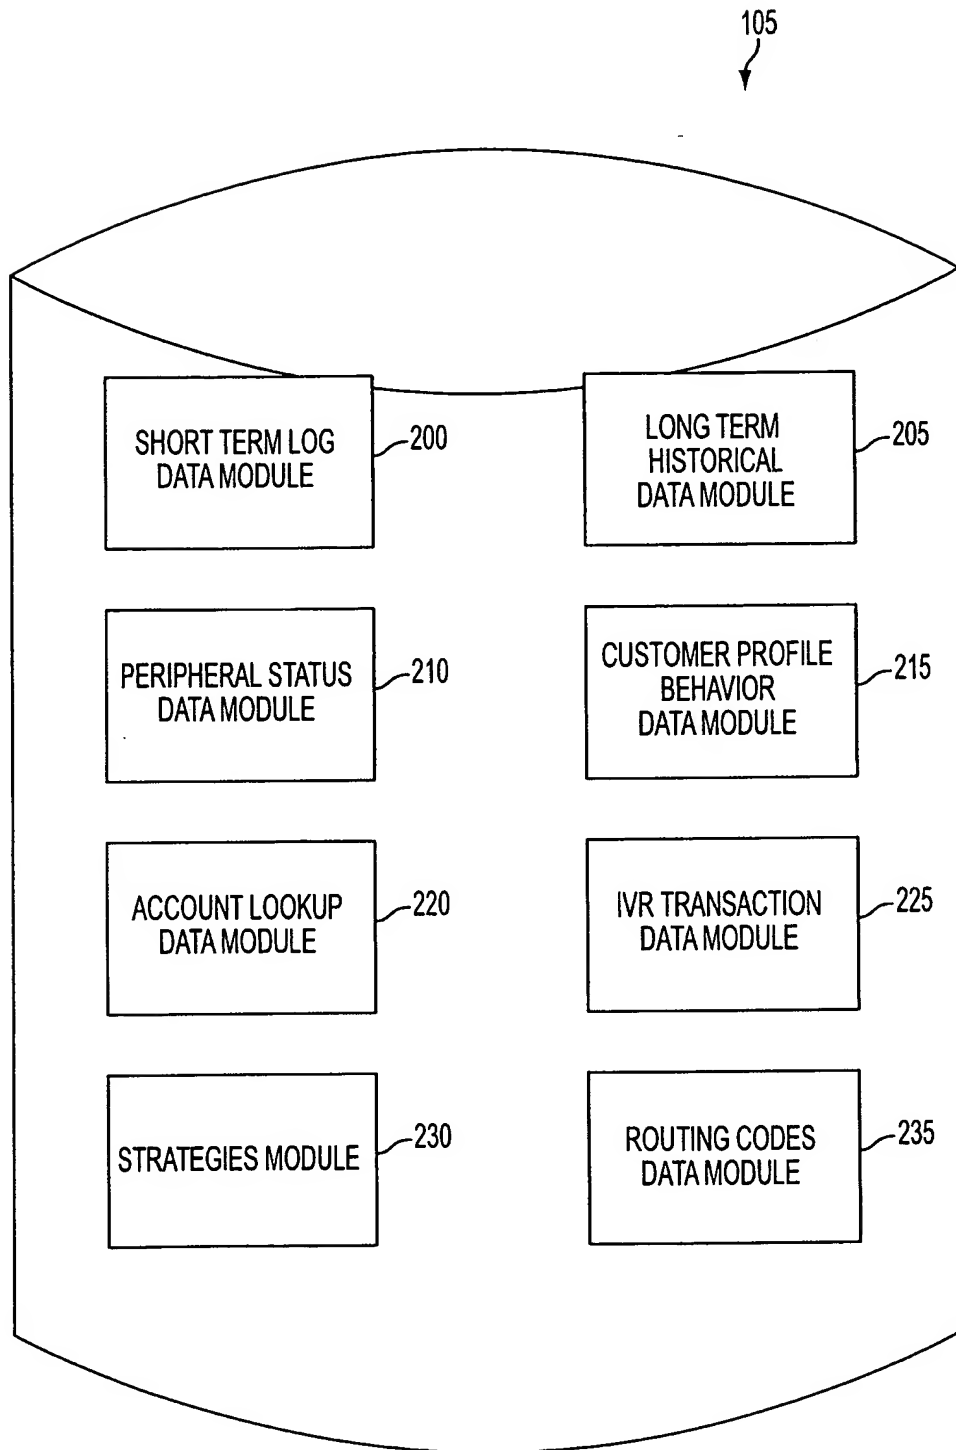 105
SHORT TERM LOG
DATA MODULE
200
LONG TERM
HISTORICAL
DATA MODULE
205
PERIPHERAL STATUS
DATA MODULE
210
CUSTOMER PROFILE
BEHAVIOR
DATA MODULE
215
ACCOUNT LOOKUP
DATA MODULE
220
IVR TRANSACTION
DATA MODULE
225
STRATEGIES MODULE
230
ROUTING CODES
DATA MODULE
235